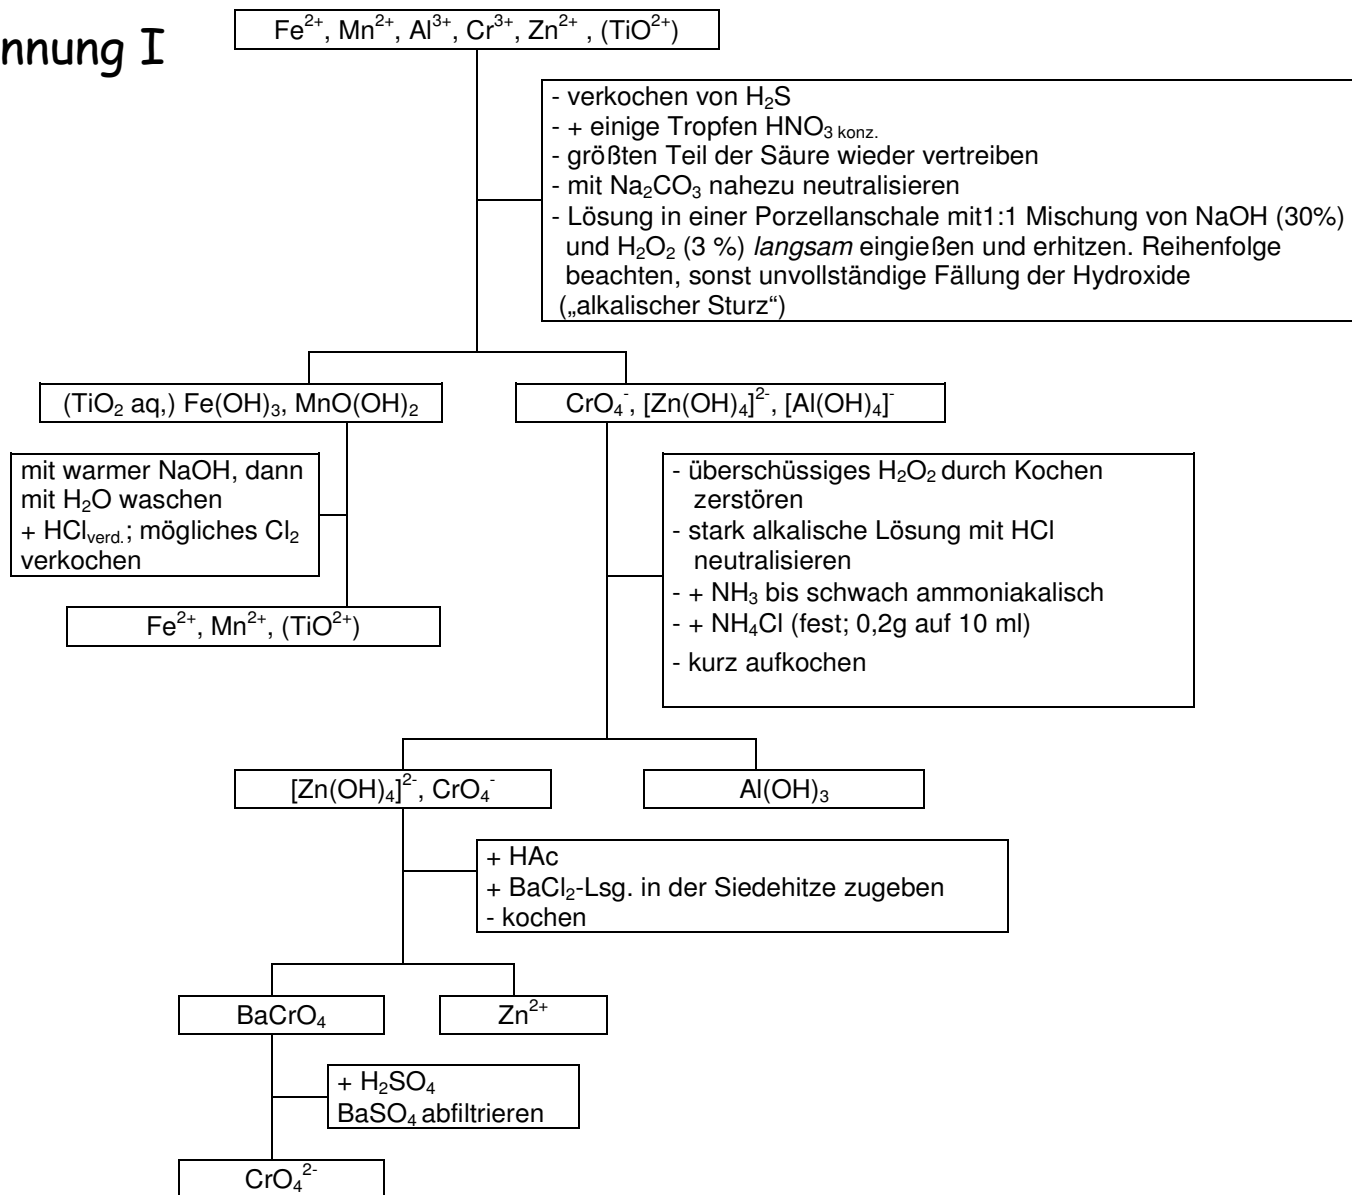 nnung I
Fe²⁺, Mn²⁺, Al³⁺, Cr³⁺, Zn²⁺ , (TiO²⁺)
- verkochen von H₂S
- + einige Tropfen HNO₃ konz.
- größten Teil der Säure wieder vertreiben
- mit Na₂CO₃ nahezu neutralisieren
- Lösung in einer Porzellanschale mit1:1 Mischung von NaOH (30%)
und H₂O₂ (3 %) langsam eingießen und erhitzen. Reihenfolge
beachten, sonst unvollständige Fällung der Hydroxide
(„alkalischer Sturz“)
(TiO₂ aq,) Fe(OH)₃, MnO(OH)₂
CrO₄⁻, [Zn(OH)₄]²⁻, [Al(OH)₄]⁻
mit warmer NaOH, dann
mit H₂O waschen
+ HClverd.; mögliches Cl₂
verkochen
- überschüssiges H₂O₂ durch Kochen
zerstören
- stark alkalische Lösung mit HCl
neutralisieren
- + NH₃ bis schwach ammoniakalisch
- + NH₄Cl (fest; 0,2g auf 10 ml)
- kurz aufkochen
Fe²⁺, Mn²⁺, (TiO²⁺)
[Zn(OH)₄]²⁻, CrO₄⁻
Al(OH)₃
+ HAc
+ BaCl₂-Lsg. in der Siedehitze zugeben
- kochen
BaCrO₄
Zn²⁺
+ H₂SO₄
BaSO₄ abfiltrieren
CrO₄²⁻